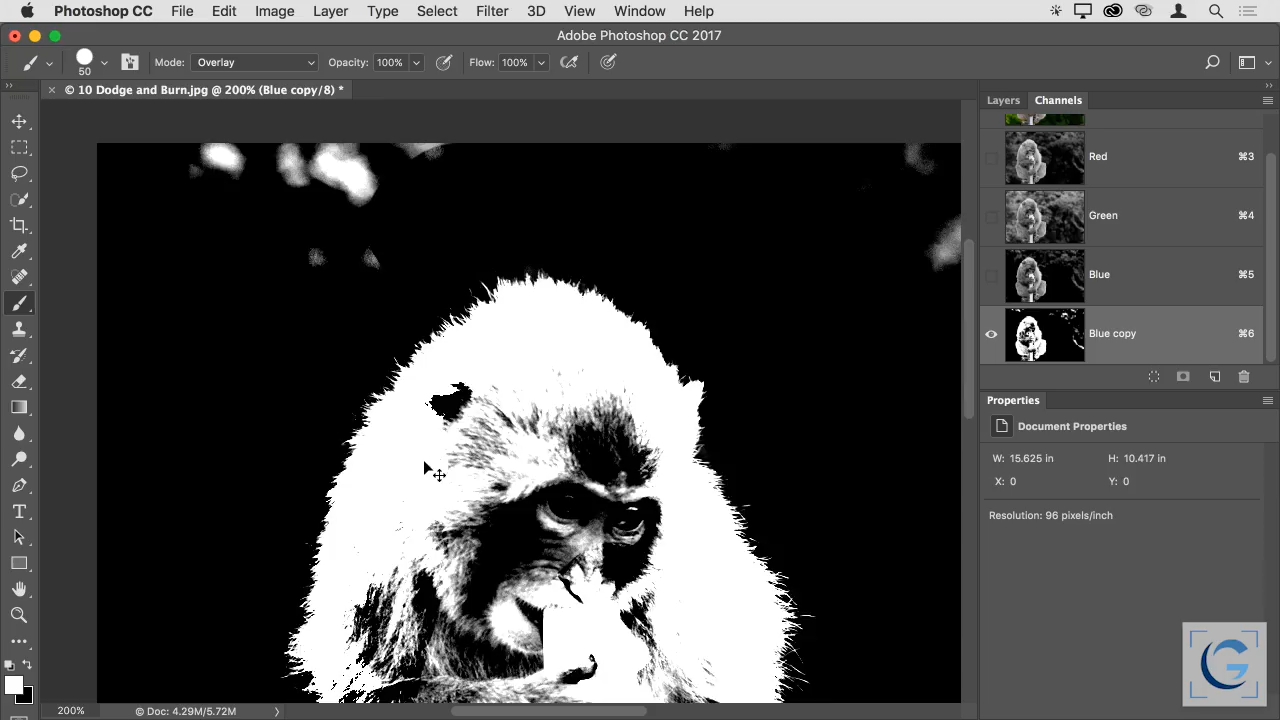 Photoshop CC File Edit Image Layer Type Select Filter 3D View Window Help
Adobe Photoshop CC 2017
50 Mode: Overlay Opacity: 100% Flow: 100%
© 10 Dodge and Burn.jpg @ 200% (Blue copy/8) *
Layers Channels
Red ⌘3
Green ⌘4
Blue ⌘5
Blue copy ⌘6
Properties
Document Properties
W: 15.625 in H: 10.417 in
X: 0 Y: 0
Resolution: 96 pixels/inch
200% © Doc: 4.29M/5.72M
G